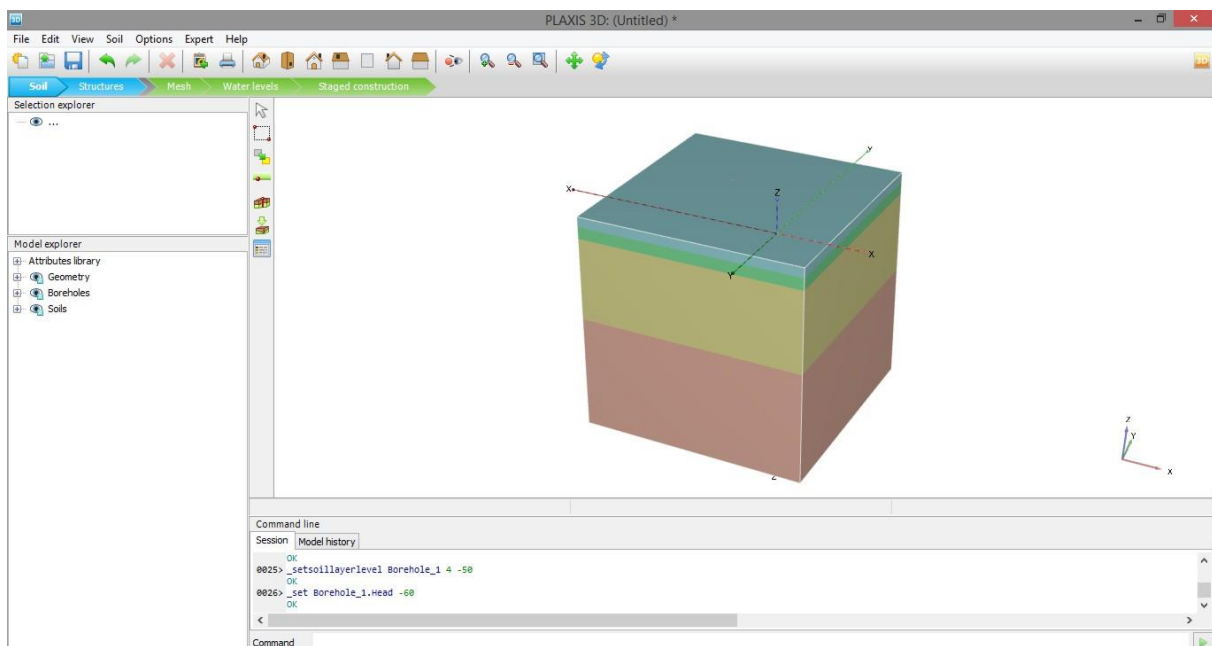 3D PLAXIS 3D: (Untitled) *
File Edit View Soil Options Expert Help
3D
Soil Structures Mesh Water levels Staged construction
Selection explorer
...
Model explorer
Attributes library
Geometry
Boreholes
Soils
Y
X
Z
X
Y
Z
Z
Y
X
Command line
Session Model history
OK
0025> _setsoillayerlevel Borehole_1 4 -50
OK
0026> _set Borehole_1.Head -60
OK
Command